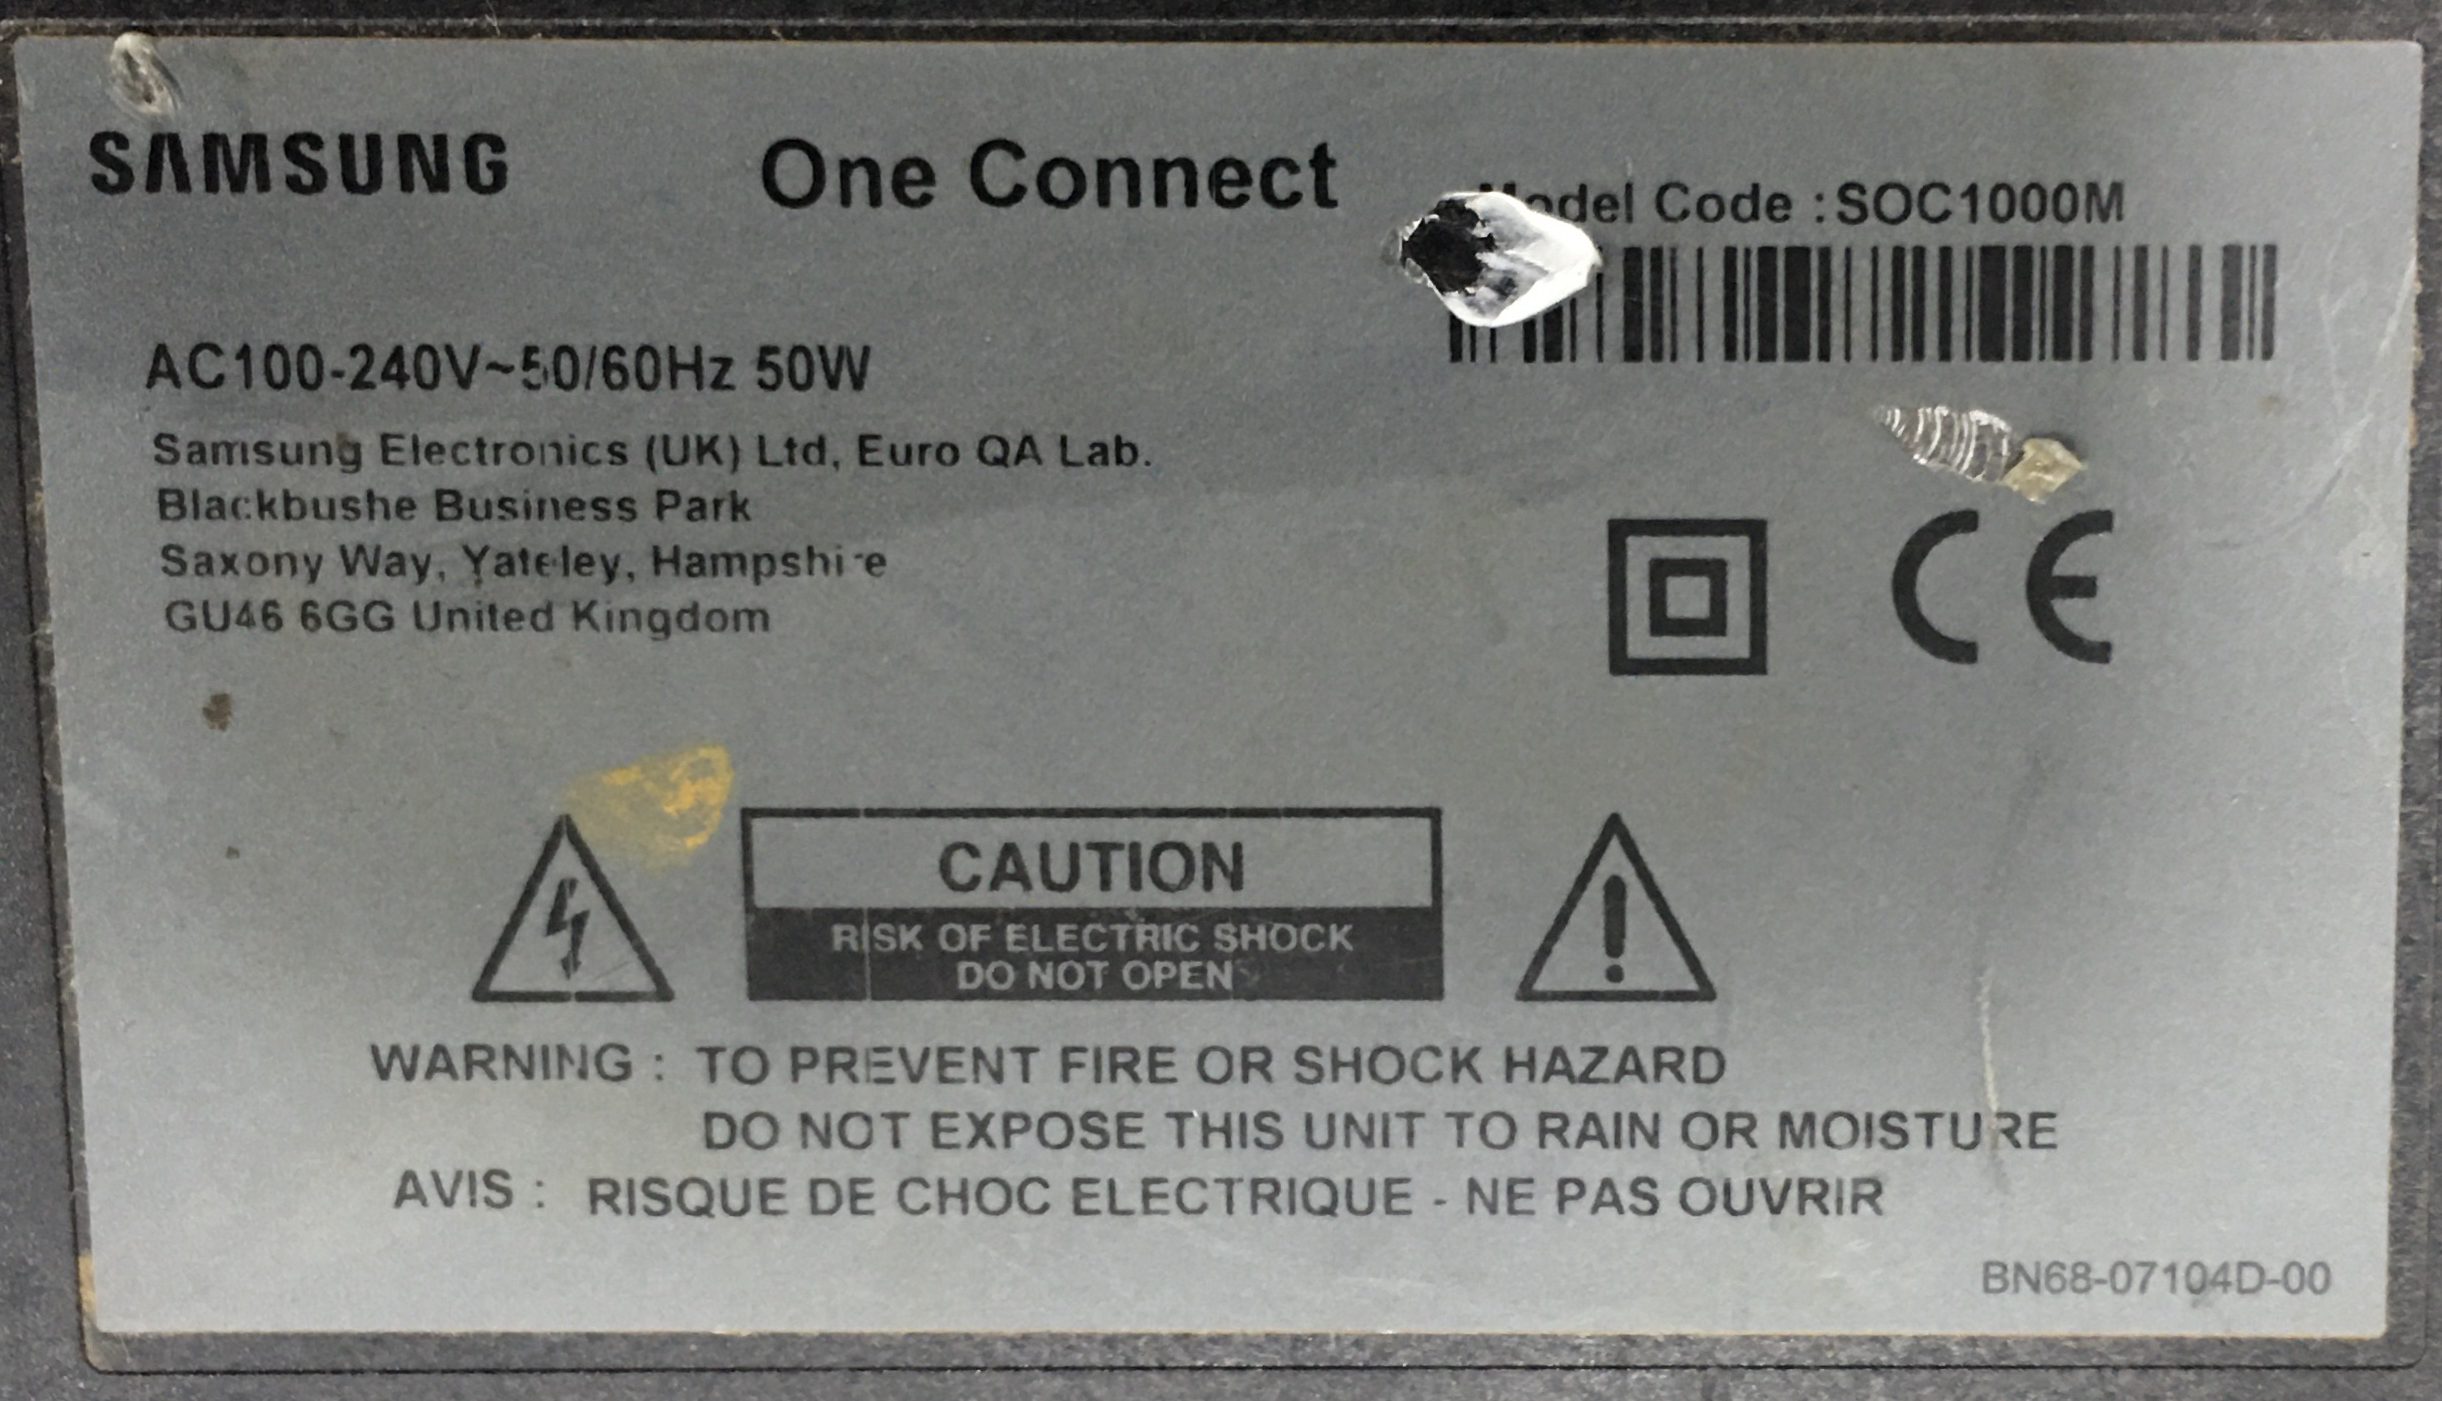 SAMSUNG
One Connect
Model Code : SOC1000M
AC100-240V~50/60Hz 50W
Samsung Electronics (UK) Ltd, Euro QA Lab.
Blackbushe Business Park
Saxony Way, Yateley, Hampshire
GU46 6GG United Kingdom
CE
CAUTION
RISK OF ELECTRIC SHOCK
DO NOT OPEN
WARNING : TO PREVENT FIRE OR SHOCK HAZARD
DO NOT EXPOSE THIS UNIT TO RAIN OR MOISTURE
AVIS : RISQUE DE CHOC ELECTRIQUE - NE PAS OUVRIR
BN68-07104D-00